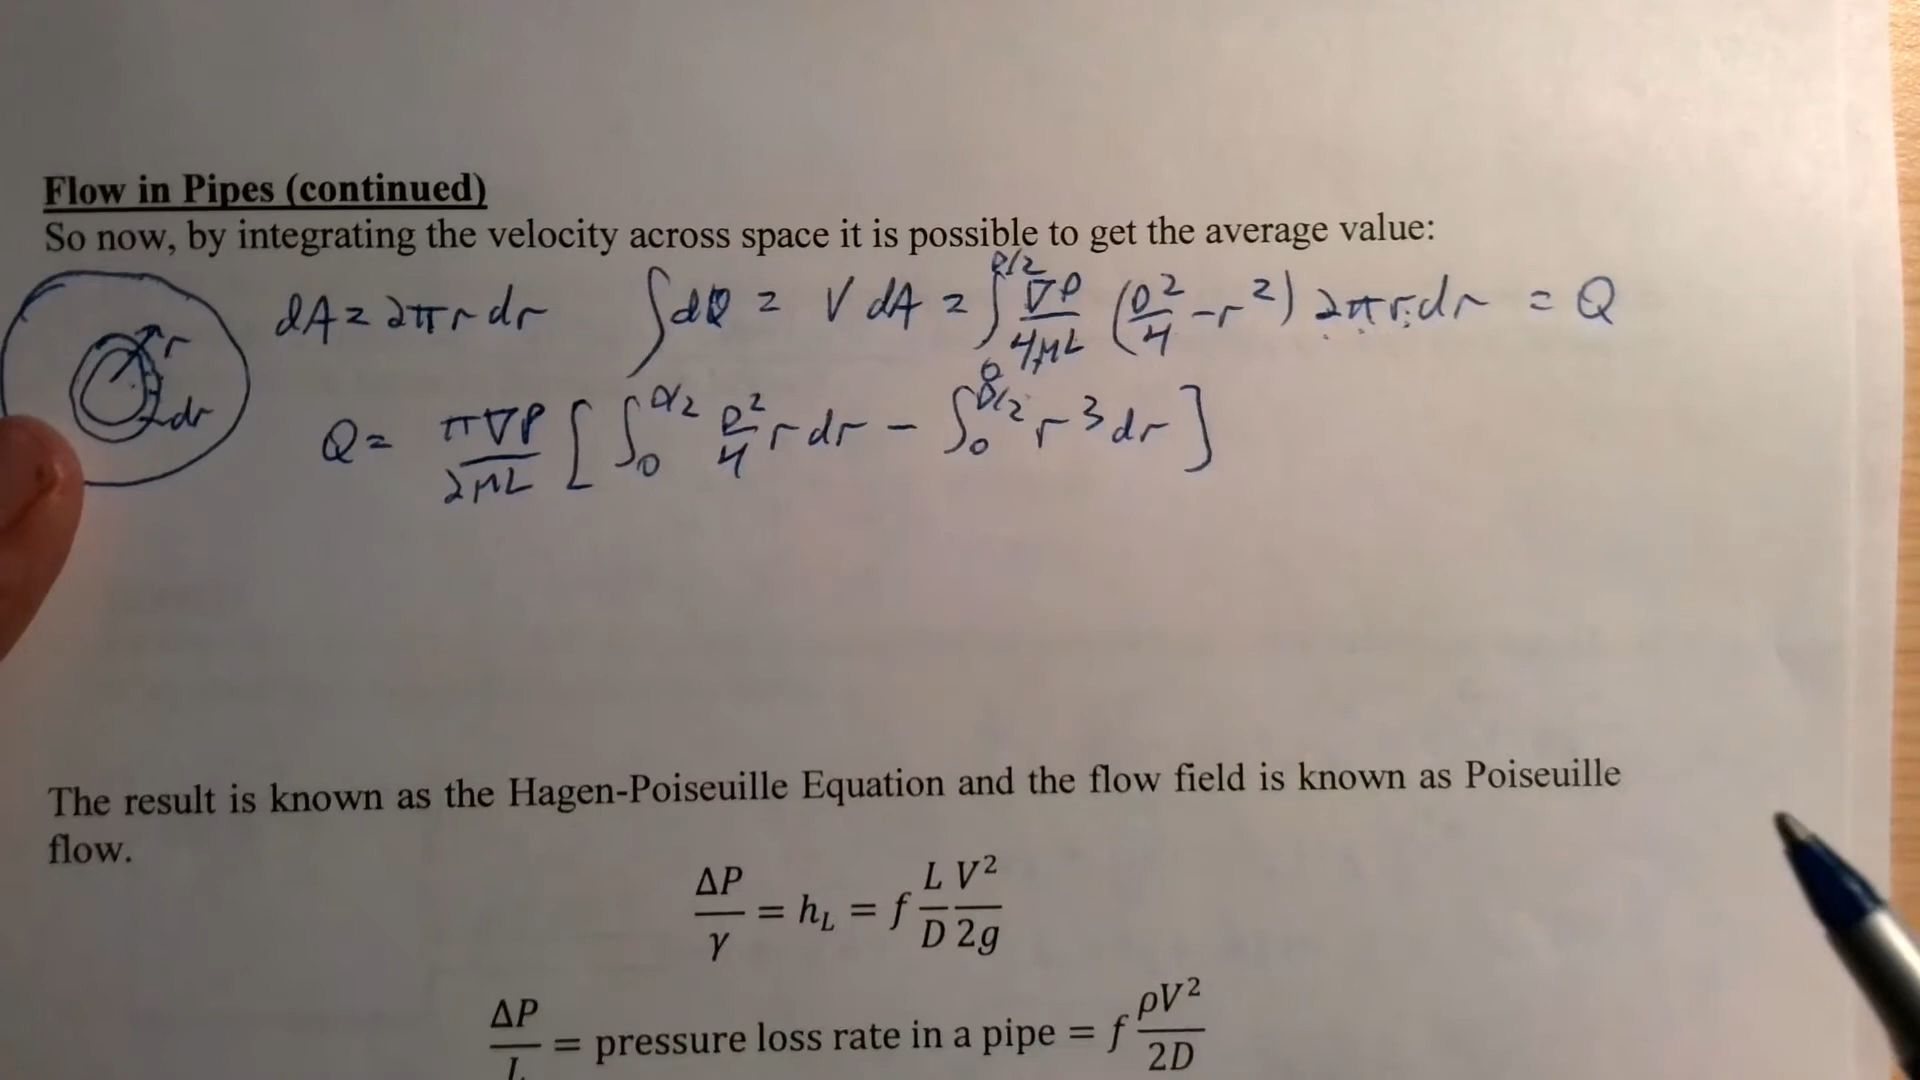 Flow in Pipes (continued)
So now, by integrating the velocity across space it is possible to get the average value:
dA = 2πr dr   ∫dQ = V dA = ∫₀^{D/2} ∇P/4μL (D²/4 - r²) 2πr dr = Q
r
dr
Q = π∇P/2μL [∫₀^{D/2} D²/4 r dr - ∫₀^{D/2} r³ dr]
The result is known as the Hagen-Poiseuille Equation and the flow field is known as Poiseuille
flow.
ΔP/γ = h_L = f L/D V²/2g
ΔP/L = pressure loss rate in a pipe = f ρV²/2D